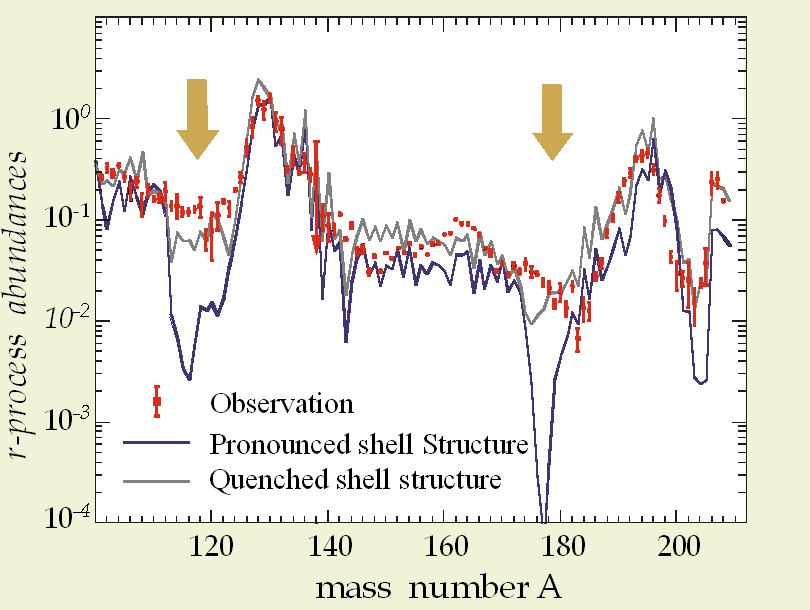 r-process abundances
10^0
10^-1
10^-2
10^-3
10^-4
Observation
Pronounced shell Structure
Quenched shell structure
120 140 160 180 200
mass number A